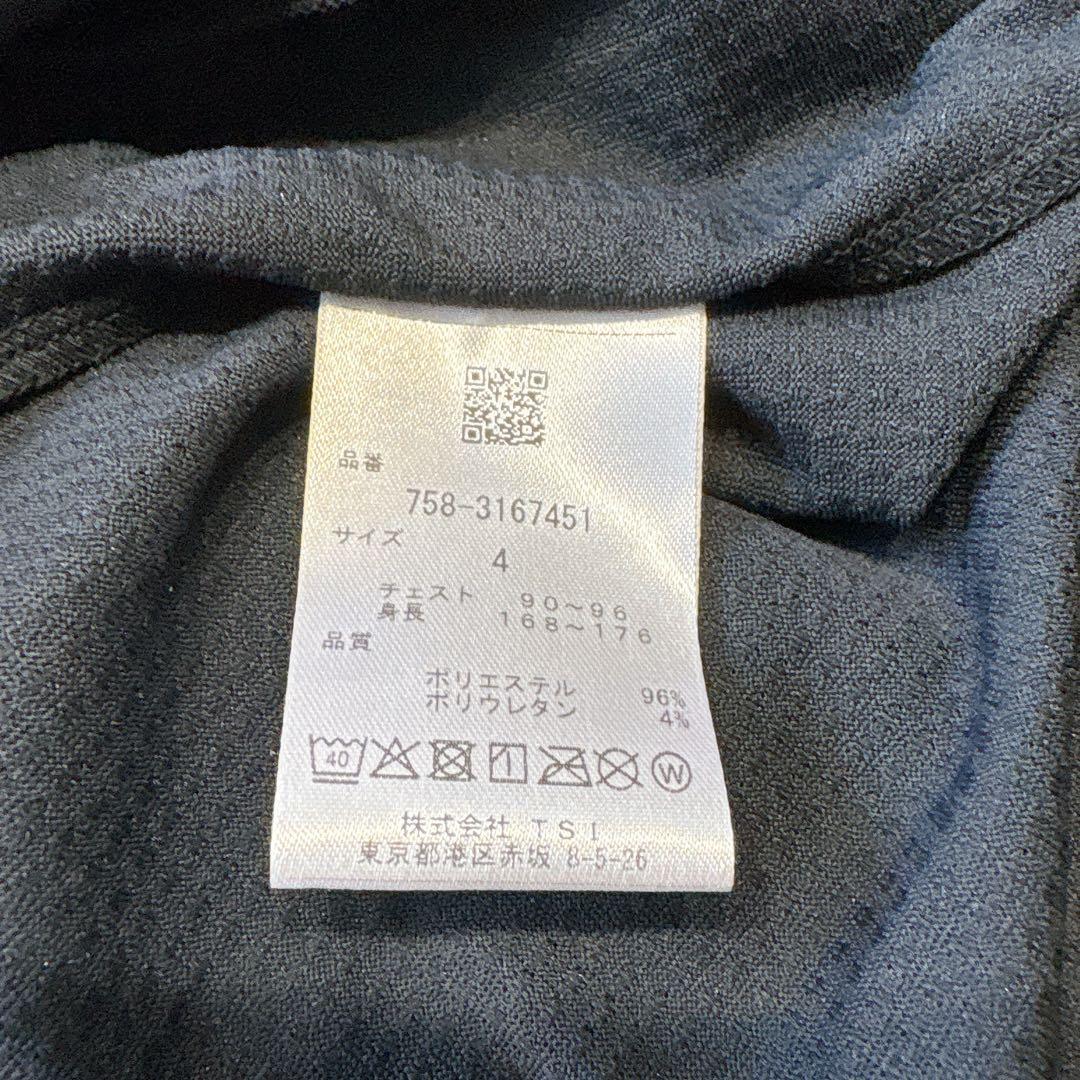 品番
758-3167451
サイズ
4
チェスト 90～96
身長 168～176
品質
ポリエステル 96%
ポリウレタン 4%
40 W
株式会社 TSI
東京都港区赤坂 8-5-26